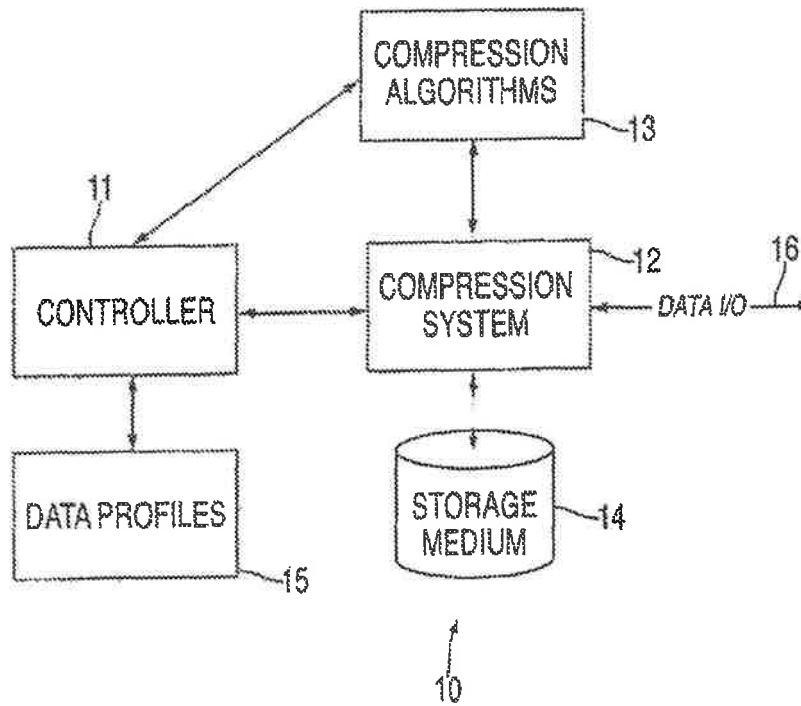 COMPRESSION
ALGORITHMS
13
11
CONTROLLER
12
COMPRESSION
SYSTEM
16
DATA I/O
DATA PROFILES
15
STORAGE
MEDIUM
14
10